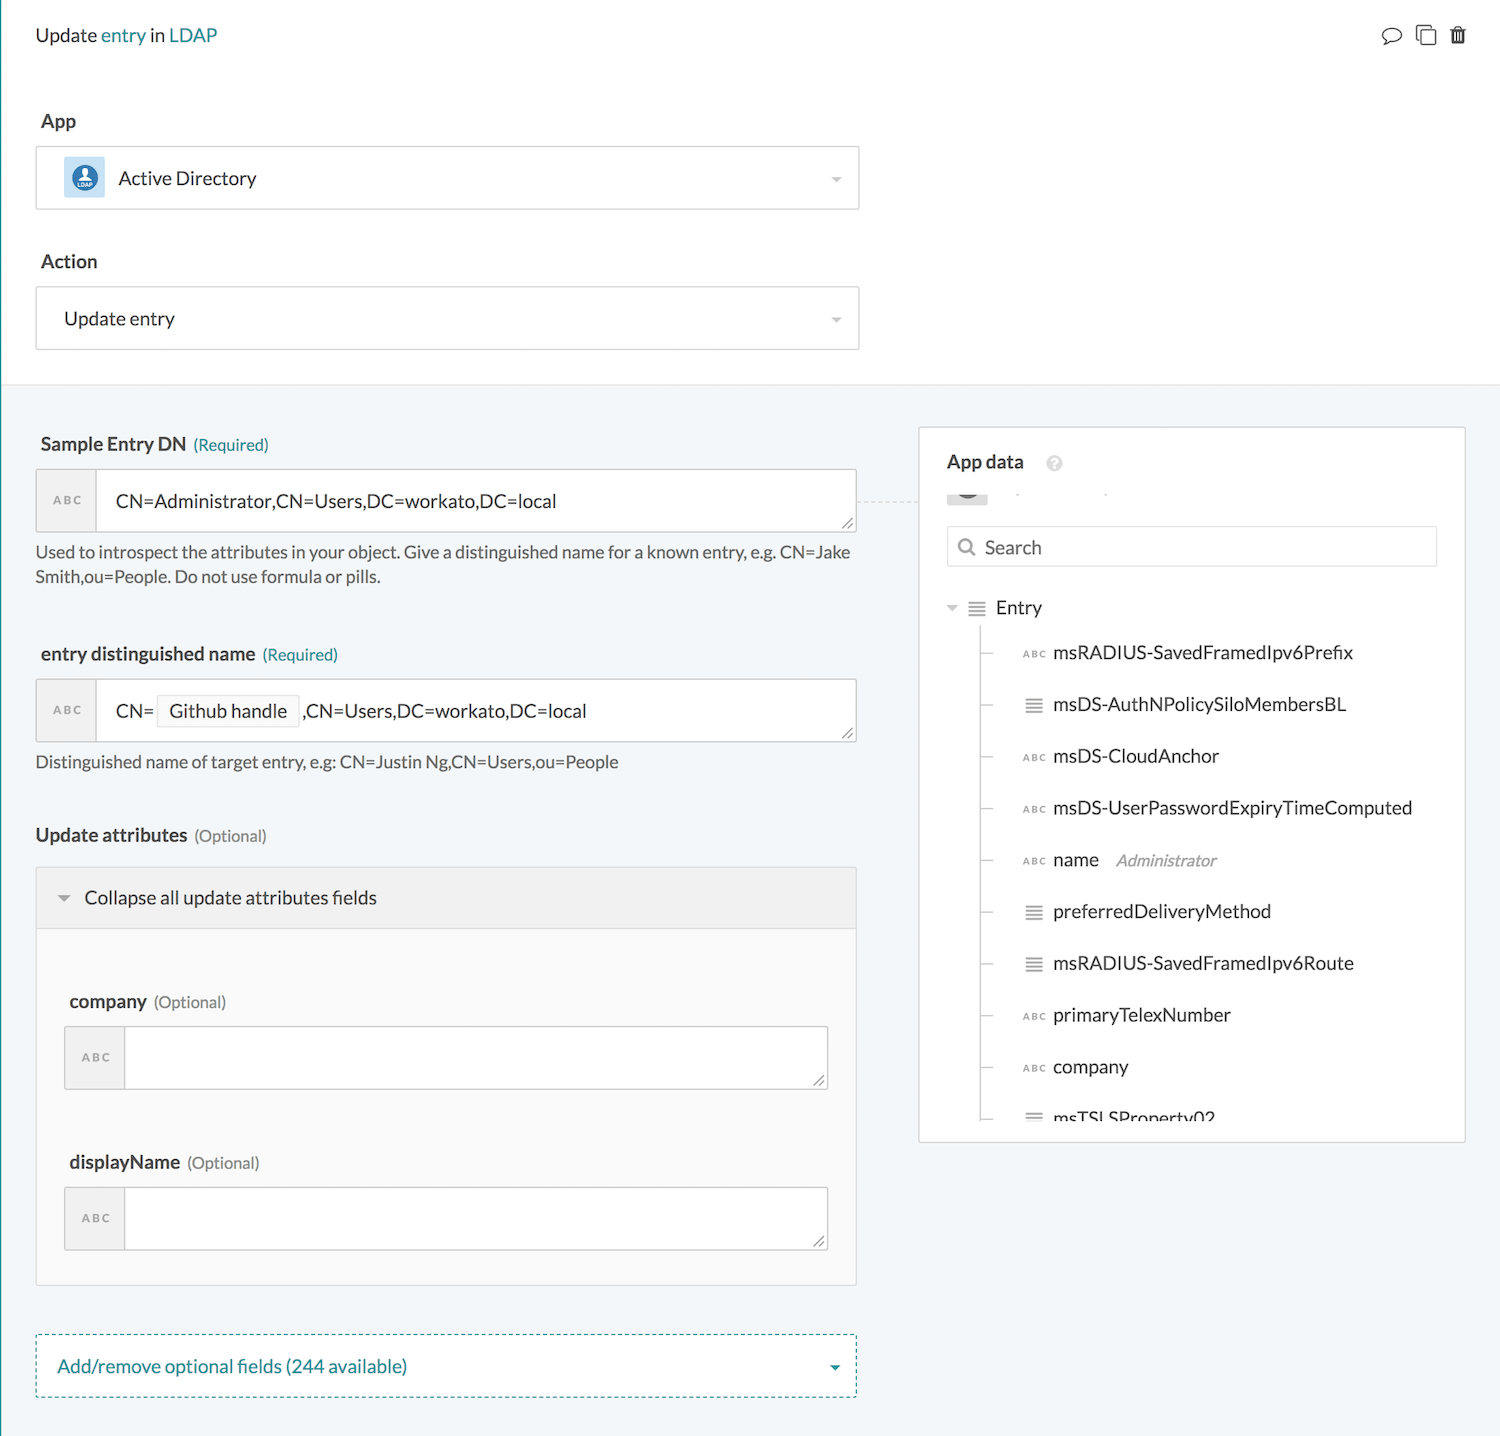 Update entry in LDAP
App
LDAP
Active Directory
Action
Update entry
Sample Entry DN (Required)
ABC
CN=Administrator,CN=Users,DC=workato,DC=local
Used to introspect the attributes in your object. Give a distinguished name for a known entry, e.g. CN=Jake
Smith,ou=People. Do not use formula or pills.
entry distinguished name (Required)
ABC
CN= Github handle ,CN=Users,DC=workato,DC=local
Distinguished name of target entry, e.g: CN=Justin Ng,CN=Users,ou=People
Update attributes (Optional)
Collapse all update attributes fields
company (Optional)
ABC
displayName (Optional)
ABC
Add/remove optional fields (244 available)
App data ?
Search
Entry
ABC msRADIUS-SavedFramedIpv6Prefix
msDS-AuthNPolicySiloMembersBL
ABC msDS-CloudAnchor
ABC msDS-UserPasswordExpiryTimeComputed
ABC name Administrator
preferredDeliveryMethod
msRADIUS-SavedFramedIpv6Route
ABC primaryTelexNumber
ABC company
msTSLSProperty02